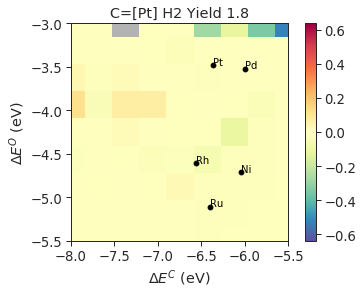 C=[Pt] H2 Yield 1.8
−3.0
−3.5
−4.0
−4.5
−5.0
−5.5
ΔE^O (eV)
Pt
Pd
Rh
Ni
Ru
−8.0 −7.5 −7.0 −6.5 −6.0 −5.5
ΔE^C (eV)
0.6
0.4
0.2
0.0
−0.2
−0.4
−0.6